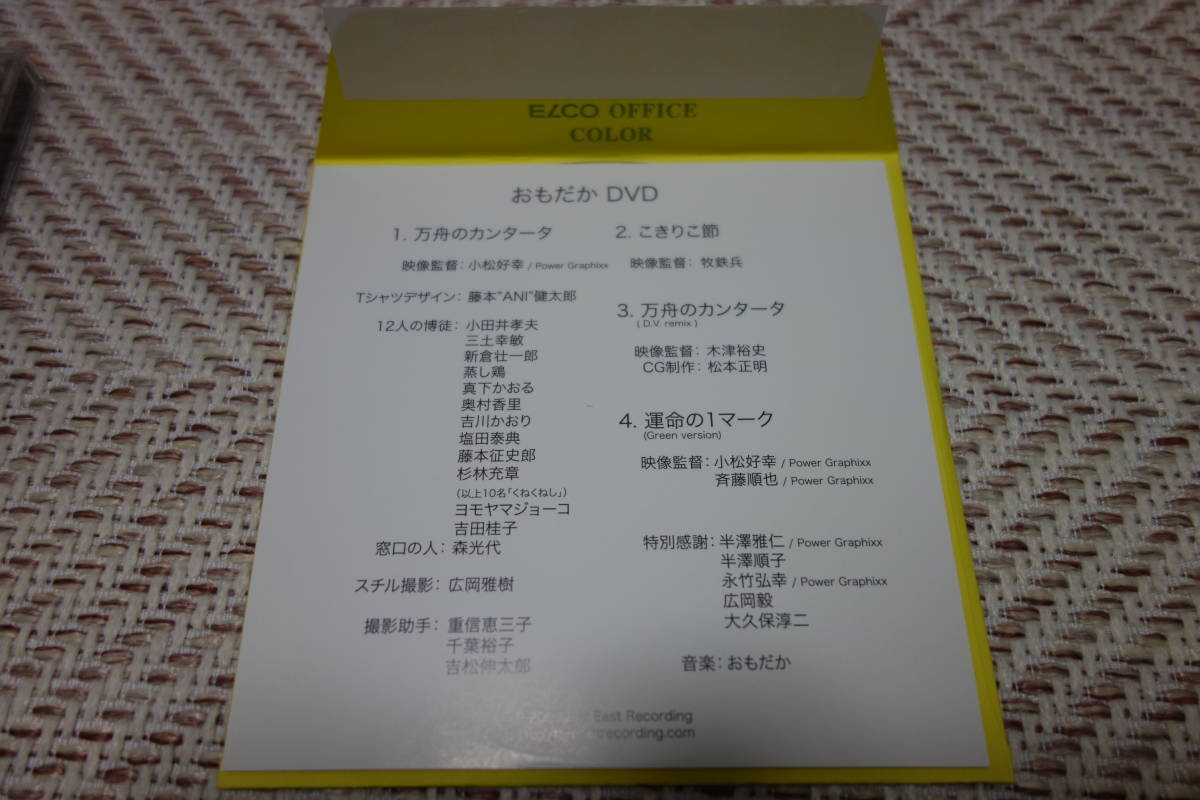 ELCO OFFICE
COLOR
おもだか DVD
1. 万舟のカンタータ
映像監督: 小松好幸 / Power Graphixx
Tシャツデザイン: 藤本"ANI"健太郎
12人の博徒: 小田井孝夫
三土幸敏
新倉壮一郎
蒸し鶏
真下かおる
奥村香里
吉川かおり
塩田泰典
藤本征史郎
杉林充章
(以上10名「くねくねし」)
ヨモヤマジョーコ
吉田桂子
窓口の人: 森光代
スチル撮影: 広岡雅樹
撮影助手: 重信恵三子
千葉裕子
吉松伸太郎
2. こきりこ節
映像監督: 牧鉄兵
3. 万舟のカンタータ
( D.V. remix )
映像監督: 木津裕史
CG制作: 松本正明
4. 運命の1マーク
(Green version)
映像監督: 小松好幸 / Power Graphixx
斉藤順也 / Power Graphixx
特別感謝: 半澤雅仁 / Power Graphixx
半澤順子
永竹弘幸 / Power Graphixx
広岡毅
大久保淳二
音楽: おもだか
East Recording